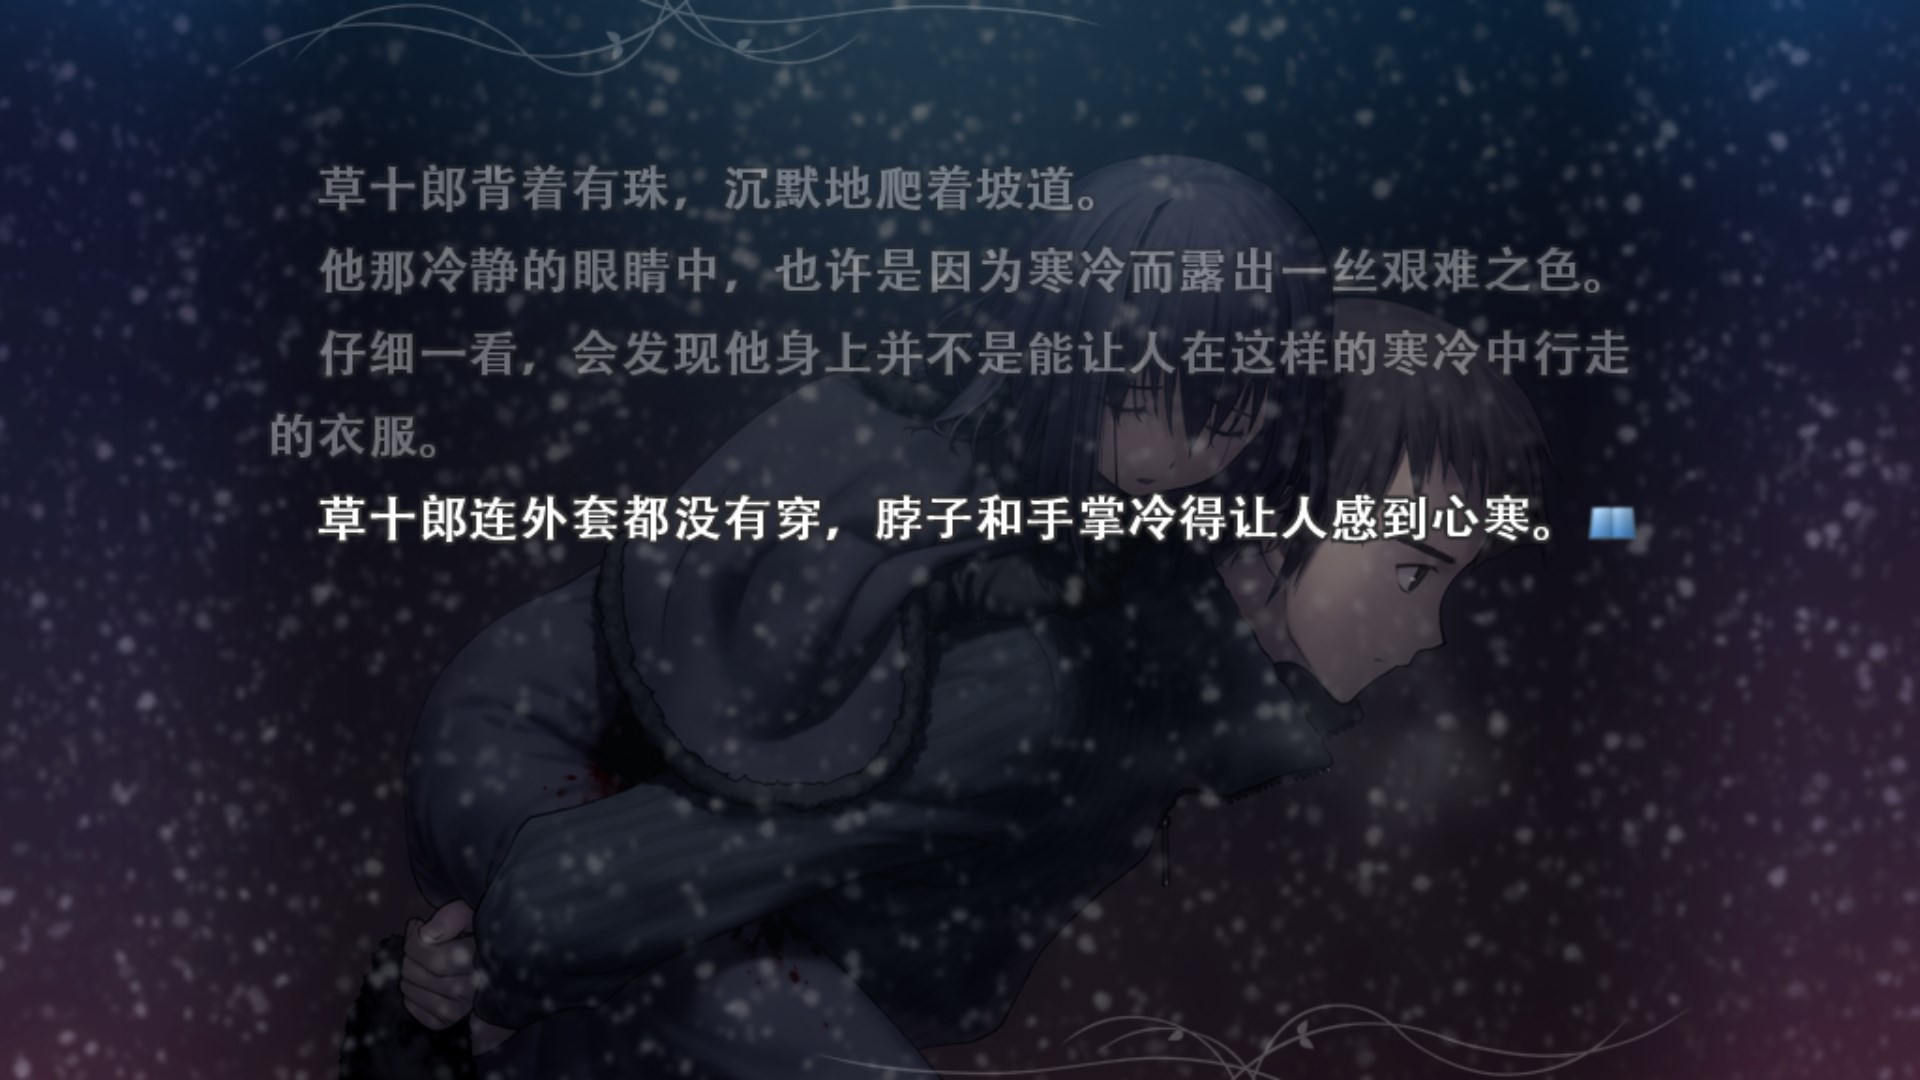 草十郎背着有珠，沉默地爬着坡道。
他那冷静的眼睛中，也许是因为寒冷而露出一丝艰难之色。
仔细一看，会发现他身上并不是能让人在这样的寒冷中行走
的衣服。
草十郎连外套都没有穿，脖子和手掌冷得让人感到心寒。